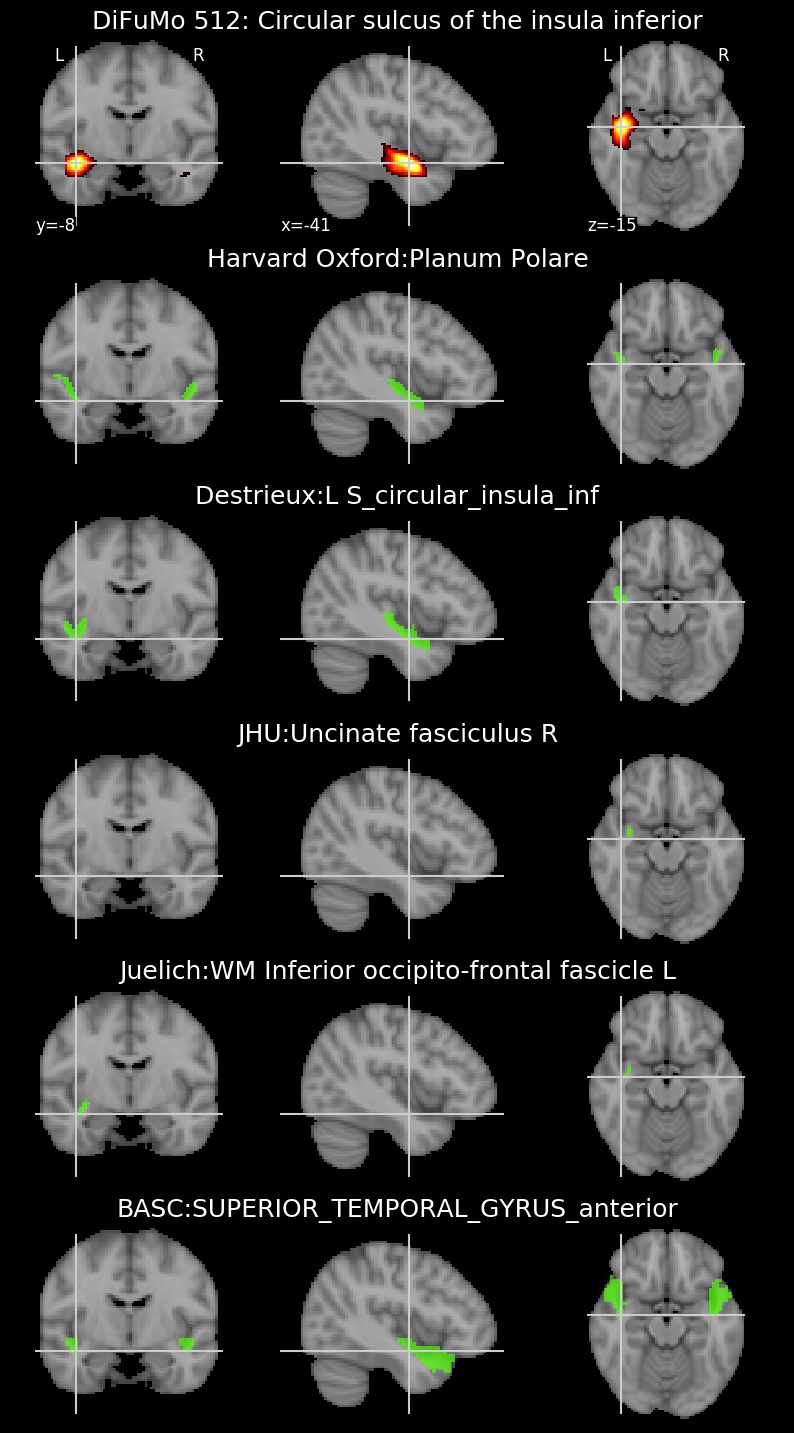 DiFuMo 512: Circular sulcus of the insula inferior
L R L R
y=-8 x=-41 z=-15
Harvard Oxford:Planum Polare
Destrieux:L S_circular_insula_inf
JHU:Uncinate fasciculus R
Juelich:WM Inferior occipito-frontal fascicle L
BASC:SUPERIOR_TEMPORAL_GYRUS_anterior